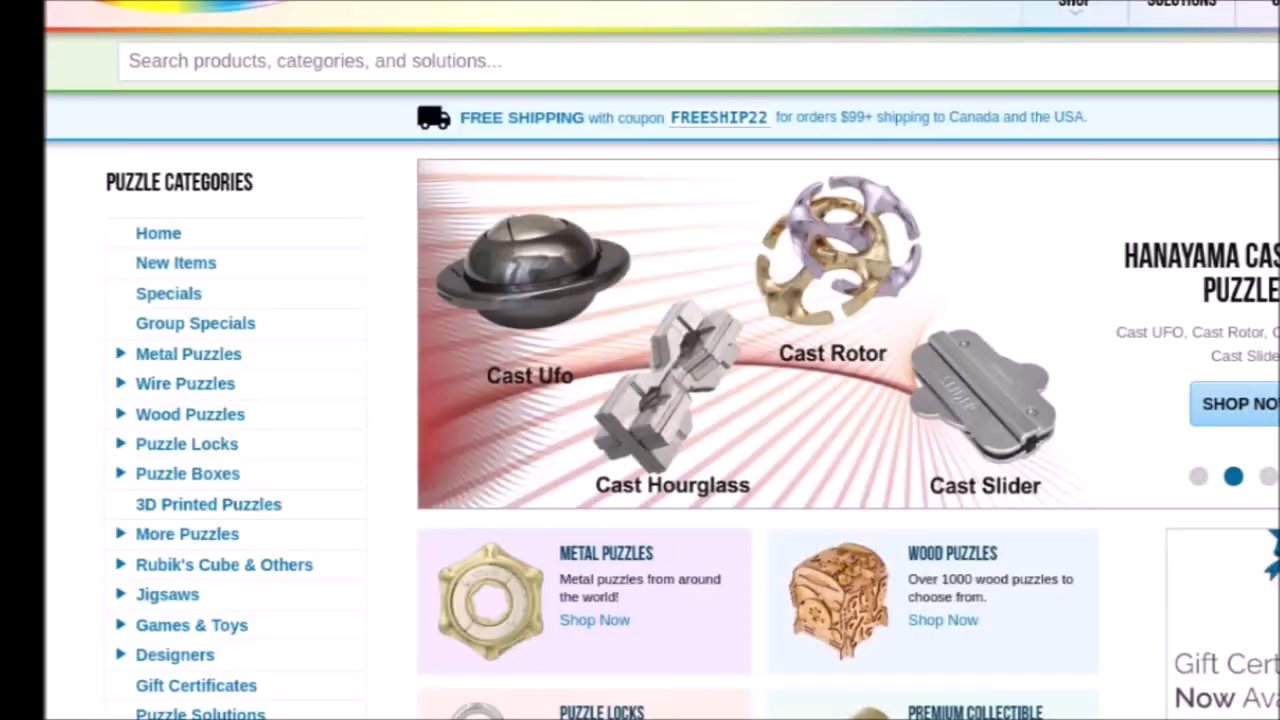 SHOP
SOLUTIONS
Search products, categories, and solutions...
FREE SHIPPING with coupon FREESHIP22 for orders $99+ shipping to Canada and the USA.
PUZZLE CATEGORIES
Home
New Items
Specials
Group Specials
Metal Puzzles
Wire Puzzles
Wood Puzzles
Puzzle Locks
Puzzle Boxes
3D Printed Puzzles
More Puzzles
Rubik's Cube & Others
Jigsaws
Games & Toys
Designers
Gift Certificates
Puzzle Solutions
Cast Ufo
Cast Rotor
Cast Hourglass
Cast Slider
HANAYAMA CAS
PUZZLE
Cast UFO, Cast Rotor,
Cast Slide
SHOP NO
METAL PUZZLES
Metal puzzles from around
the world!
Shop Now
WOOD PUZZLES
Over 1000 wood puzzles to
choose from.
Shop Now
PUZZLE LOCKS
PREMIUM COLLECTIBLE
Gift Cert
Now Av